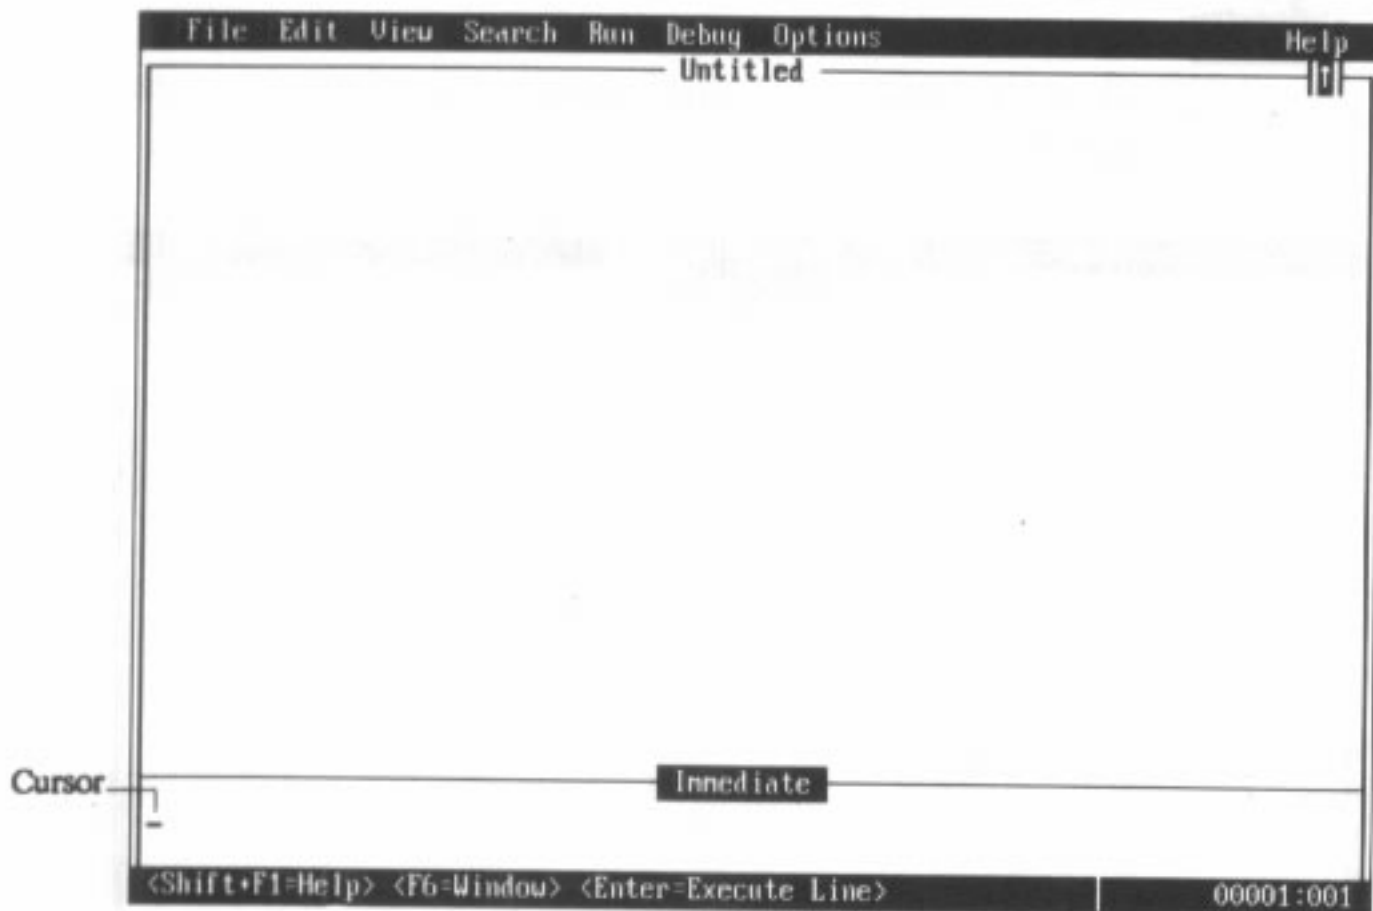 File Edit View Search Run Debug Options Help
Untitled
↑
Cursor
Immediate
<Shift+F1=Help> <F6=Window> <Enter=Execute Line> 00001:001